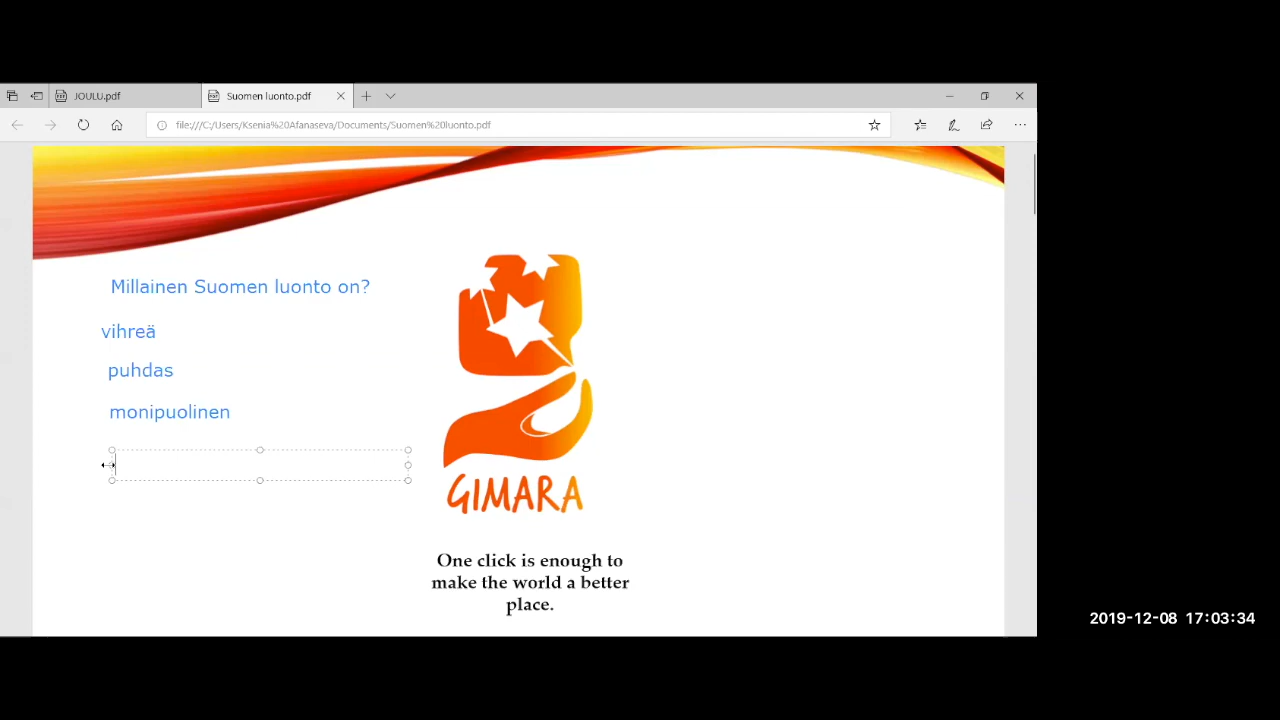 JOULU.pdf
Suomen luonto.pdf
file:///C:/Users/Ksenia%20Afanaseva/Documents/Suomen%20luonto.pdf
Millainen Suomen luonto on?
vihreä
puhdas
monipuolinen
GIMARA
One click is enough to
make the world a better
place.
2019-12-08 17:03:34